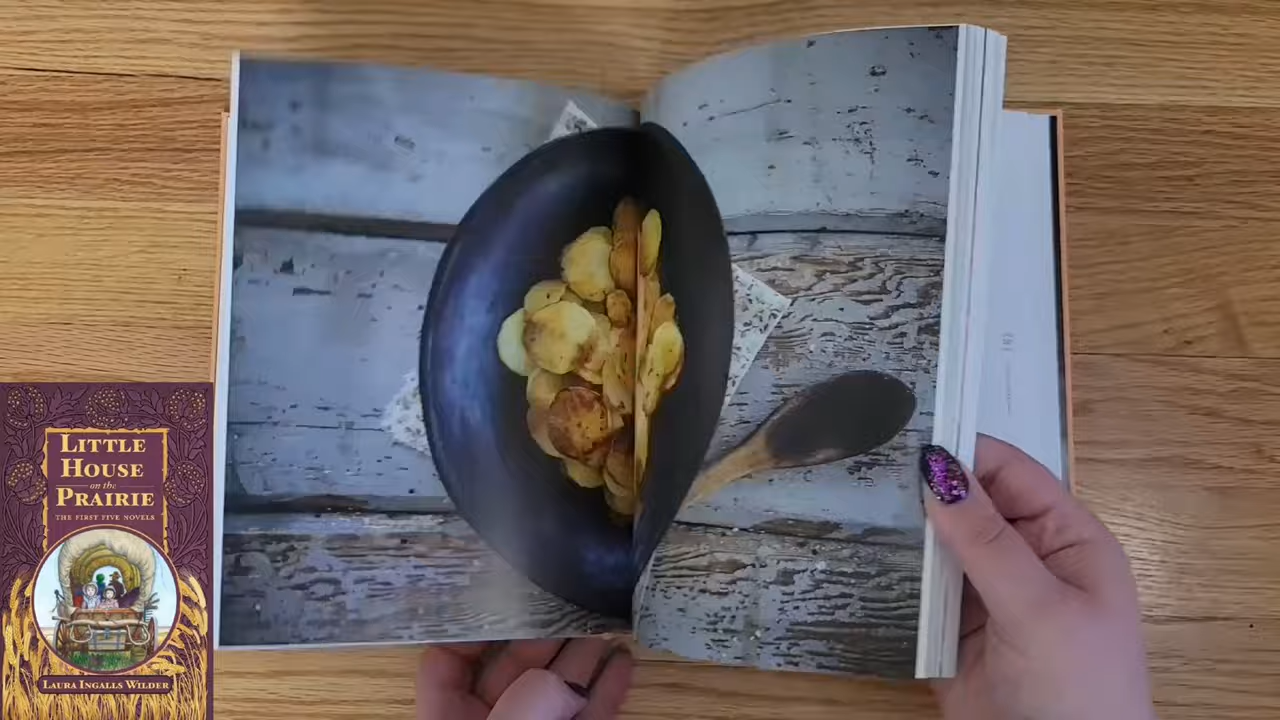 LITTLE
HOUSE
on the
PRAIRIE
THE FIRST FIVE NOVELS
LAURA INGALLS WILDER